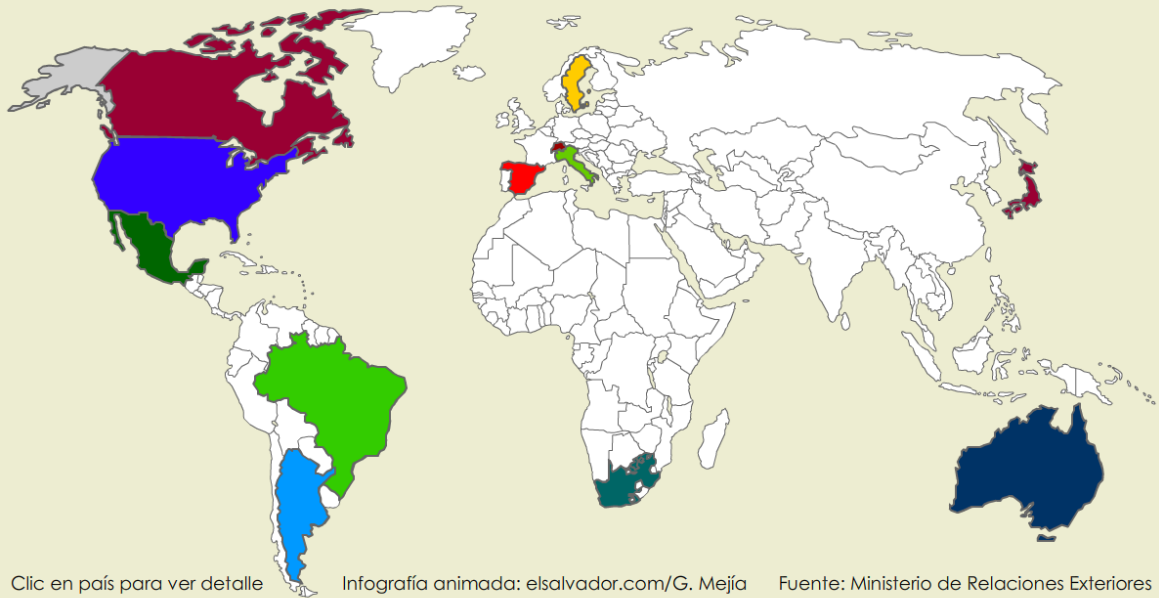 Clic en país para ver detalle
Infografía animada: elsalvador.com/G. Mejía
Fuente: Ministerio de Relaciones Exteriores